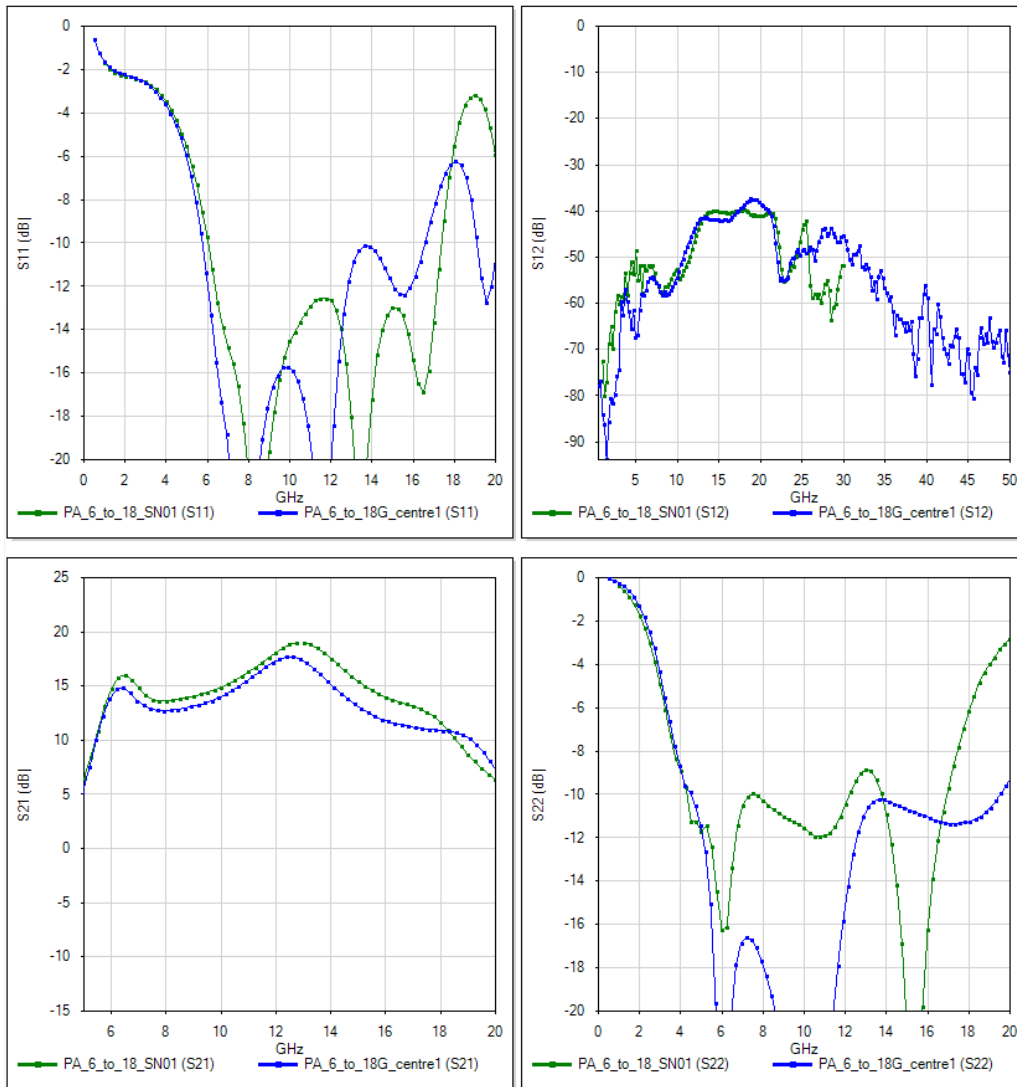 0
-2
-4
-6
-8
-10
-12
-14
-16
-18
-20
S11 (dB|
0 2 4 6 8 10 12 14 16 18 20
GHz
PA_6_to_18_SN01 (S11) PA_6_to_18G_centre1 (S11)
0
-10
-20
-30
-40
-50
-60
-70
-80
-90
S12 (dB|
5 10 15 20 25 30 35 40 45 50
GHz
PA_6_to_18_SN01 (S12) PA_6_to_18G_centre1 (S12)
25
20
15
10
5
0
-5
-10
-15
S21 (dB|
6 8 10 12 14 16 18 20
GHz
PA_6_to_18_SN01 (S21) PA_6_to_18G_centre1 (S21)
0
-2
-4
-6
-8
-10
-12
-14
-16
-18
-20
S22 (dB|
0 2 4 6 8 10 12 14 16 18 20
GHz
PA_6_to_18_SN01 (S22) PA_6_to_18G_centre1 (S22)